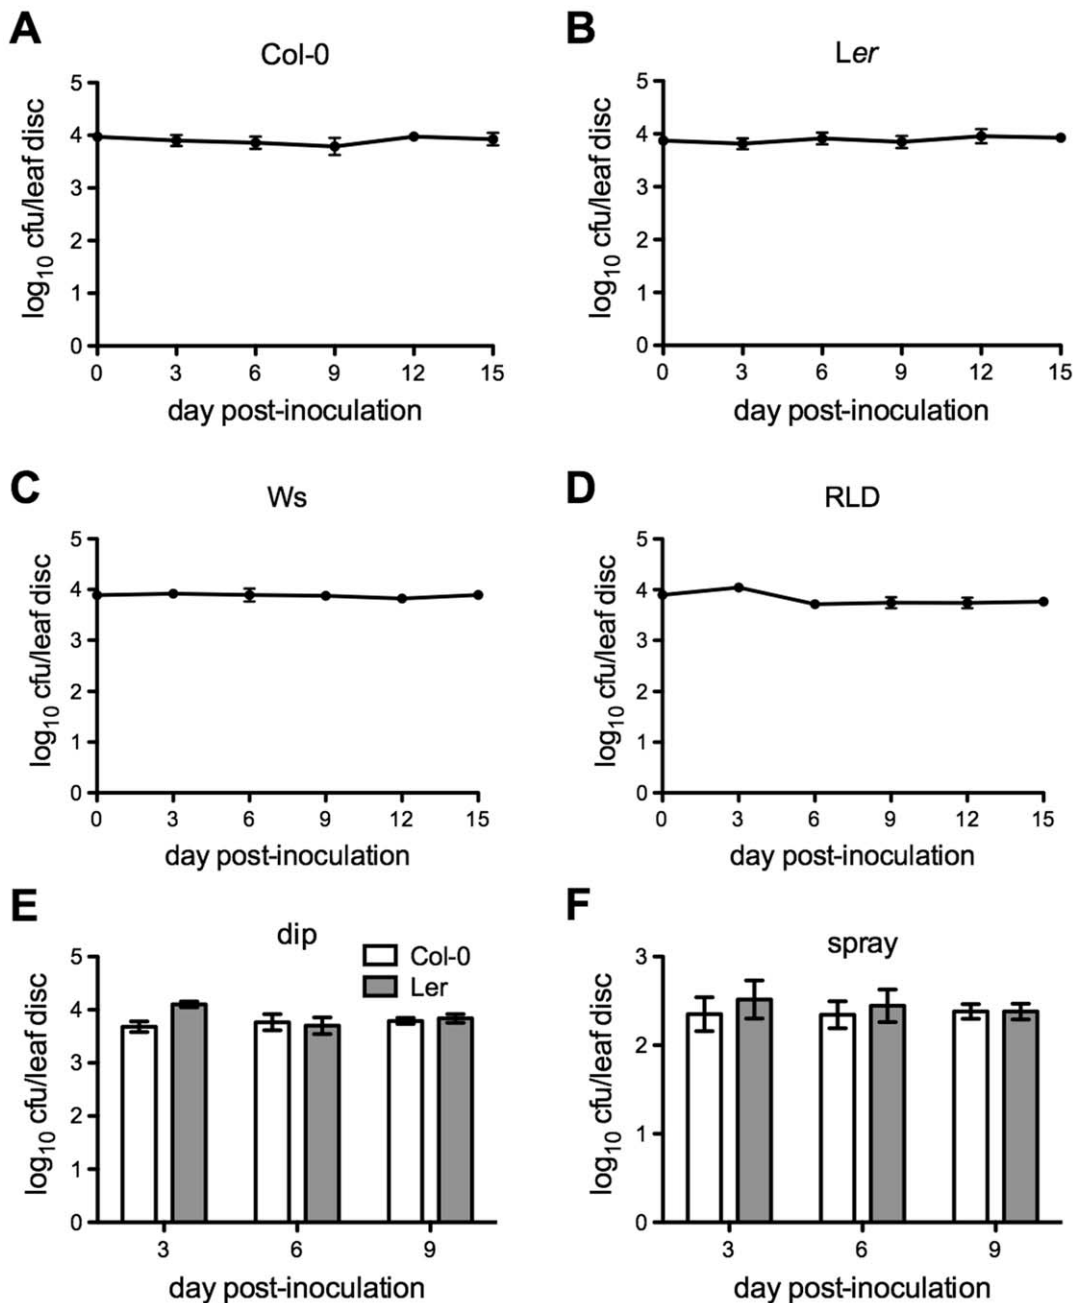 A
Col-0
log10 cfu/leaf disc
5
4
3
2
1
0
0 3 6 9 12 15
day post-inoculation
B
Ler
log10 cfu/leaf disc
5
4
3
2
1
0
0 3 6 9 12 15
day post-inoculation
C
Ws
log10 cfu/leaf disc
5
4
3
2
1
0
0 3 6 9 12 15
day post-inoculation
D
RLD
log10 cfu/leaf disc
5
4
3
2
1
0
0 3 6 9 12 15
day post-inoculation
E
dip
Col-0
Ler
log10 cfu/leaf disc
5
4
3
2
1
0
3 6 9
day post-inoculation
F
spray
log10 cfu/leaf disc
3
2
1
0
3 6 9
day post-inoculation